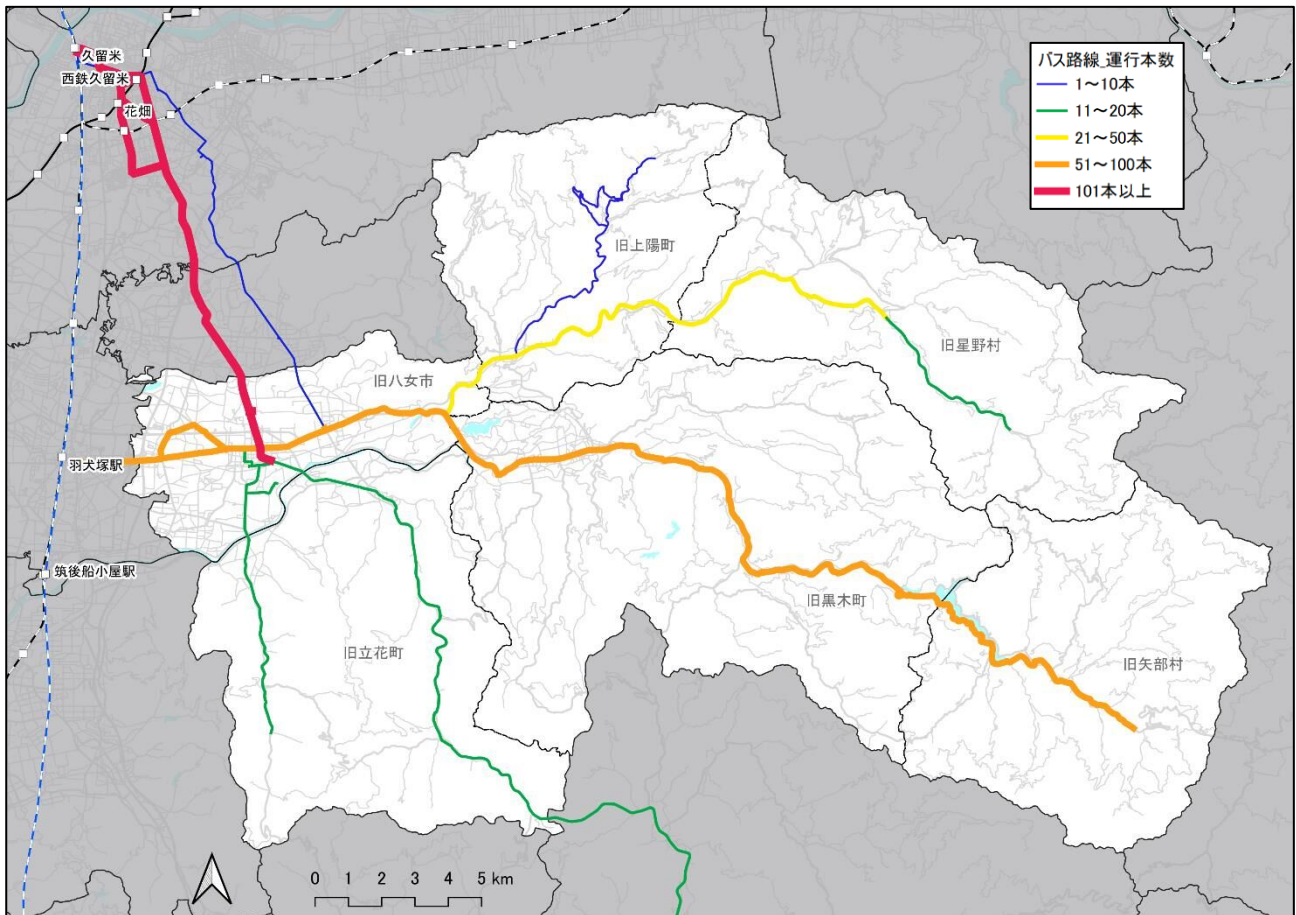 久留米
西鉄久留米
花畑
バス路線_運行本数
1～10本
11～20本
21～50本
51～100本
101本以上
旧上陽町
旧星野村
旧八女市
羽犬塚駅
筑後船小屋駅
旧黒木町
旧立花町
旧矢部村
0 1 2 3 4 5 km